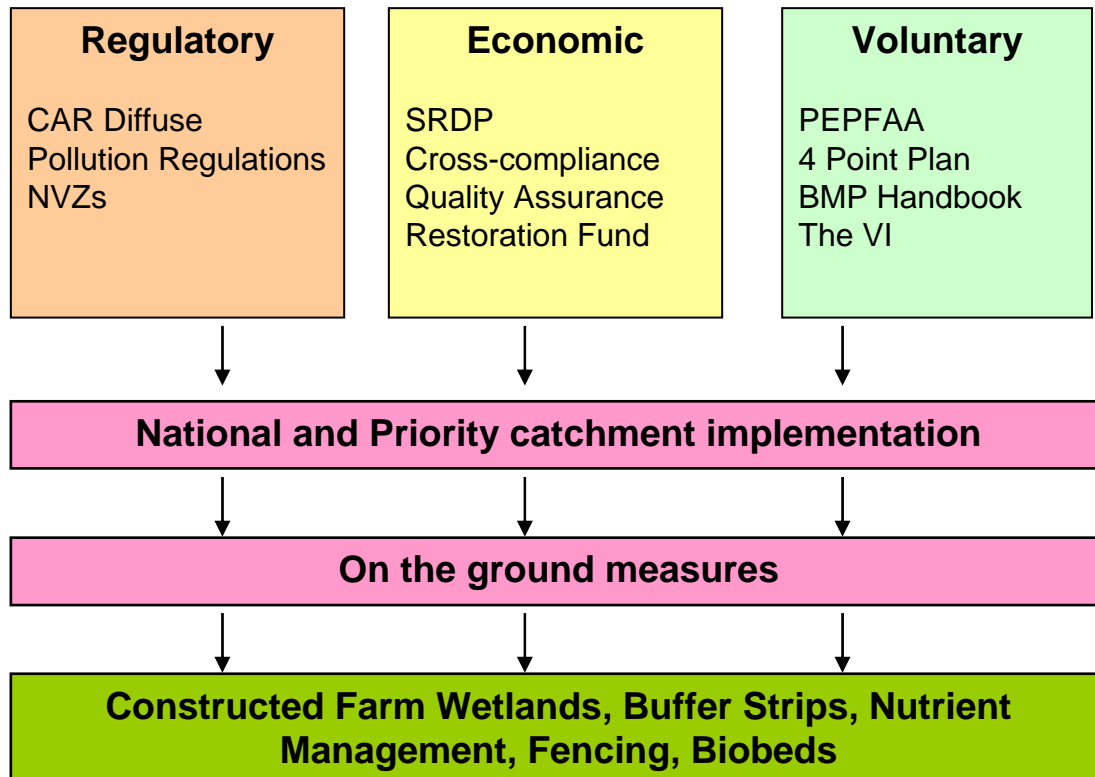 Regulatory
CAR Diffuse
Pollution Regulations
NVZs
Economic
SRDP
Cross-compliance
Quality Assurance
Restoration Fund
Voluntary
PEPFAA
4 Point Plan
BMP Handbook
The VI
National and Priority catchment implementation
On the ground measures
Constructed Farm Wetlands, Buffer Strips, Nutrient
Management, Fencing, Biobeds